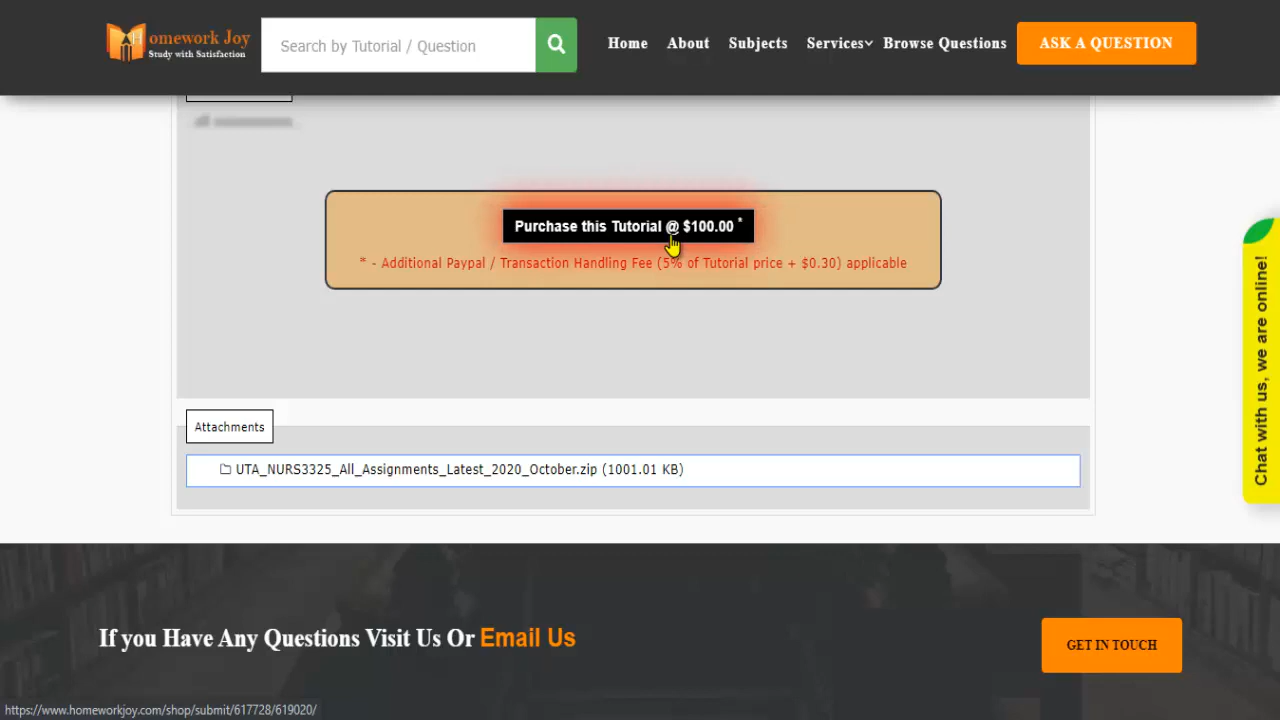 Homework Joy
Study with Satisfaction
Search by Tutorial / Question
Home
About
Subjects
Services
Browse Questions
ASK A QUESTION
Purchase this Tutorial @ $100.00 *
* - Additional Paypal / Transaction Handling Fee (5% of Tutorial price + $0.30) applicable
Chat with us, we are online!
Attachments
UTA_NURS3325_All_Assignments_Latest_2020_October.zip (1001.01 KB)
If you Have Any Questions Visit Us Or Email Us
GET IN TOUCH
https://www.homeworkjoy.com/shop/submit/617728/619020/